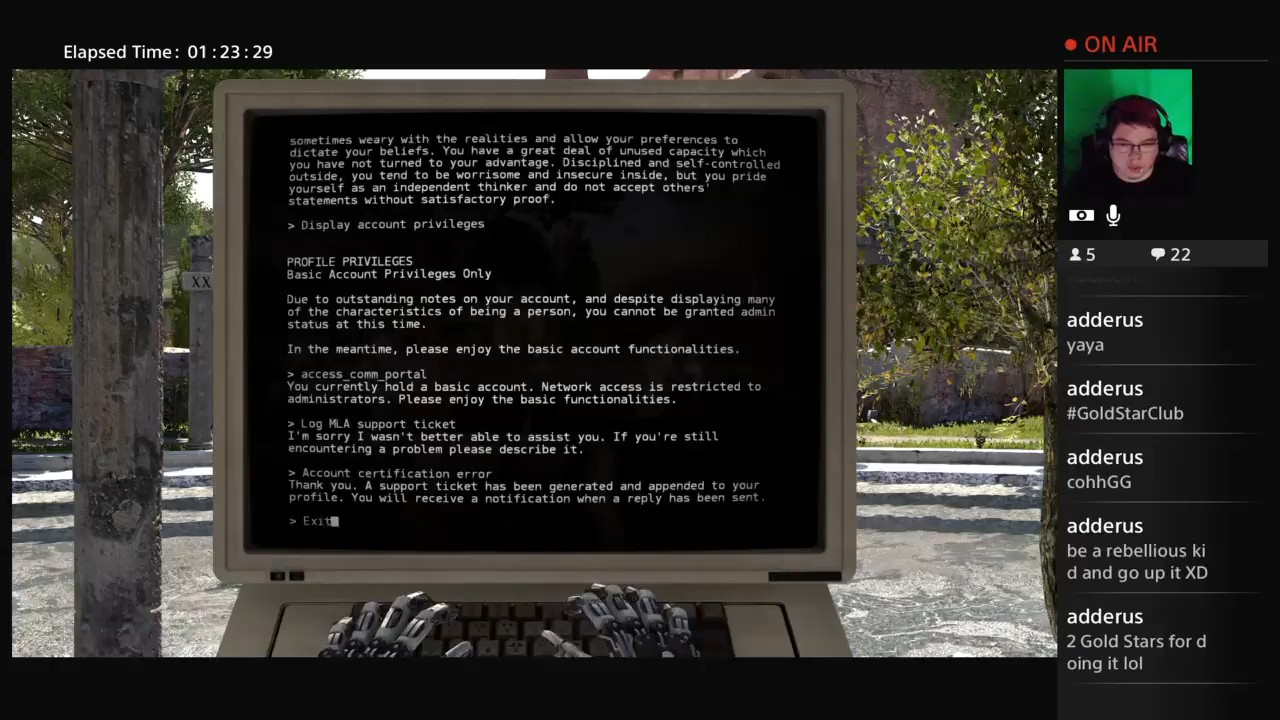 Elapsed Time: 01:23:29
ON AIR
sometimes weary with the realities and allow your preferences to
dictate your beliefs. You have a great deal of unused capacity which
you have not turned to your advantage. Disciplined and self-controlled
outside, you tend to be worrisome and insecure inside, but you pride
yourself as an independent thinker and do not accept others'
statements without satisfactory proof.
> Display account privileges
PROFILE PRIVILEGES
Basic Account Privileges Only
Due to outstanding notes on your account, and despite displaying many
of the characteristics of being a person, you cannot be granted admin
status at this time.
In the meantime, please enjoy the basic account functionalities.
> access_comm_portal
You currently hold a basic account. Network access is restricted to
administrators. Please enjoy the basic functionalities.
> Log MLA support ticket
I'm sorry I wasn't better able to assist you. If you're still
encountering a problem please describe it.
> Account certification error
Thank you. A support ticket has been generated and appended to your
profile. You will receive a notification when a reply has been sent.
> Exit
XX
5
22
adderus
yaya
adderus
#GoldStarClub
adderus
cohhGG
adderus
be a rebellious ki
d and go up it XD
adderus
2 Gold Stars for d
oing it lol